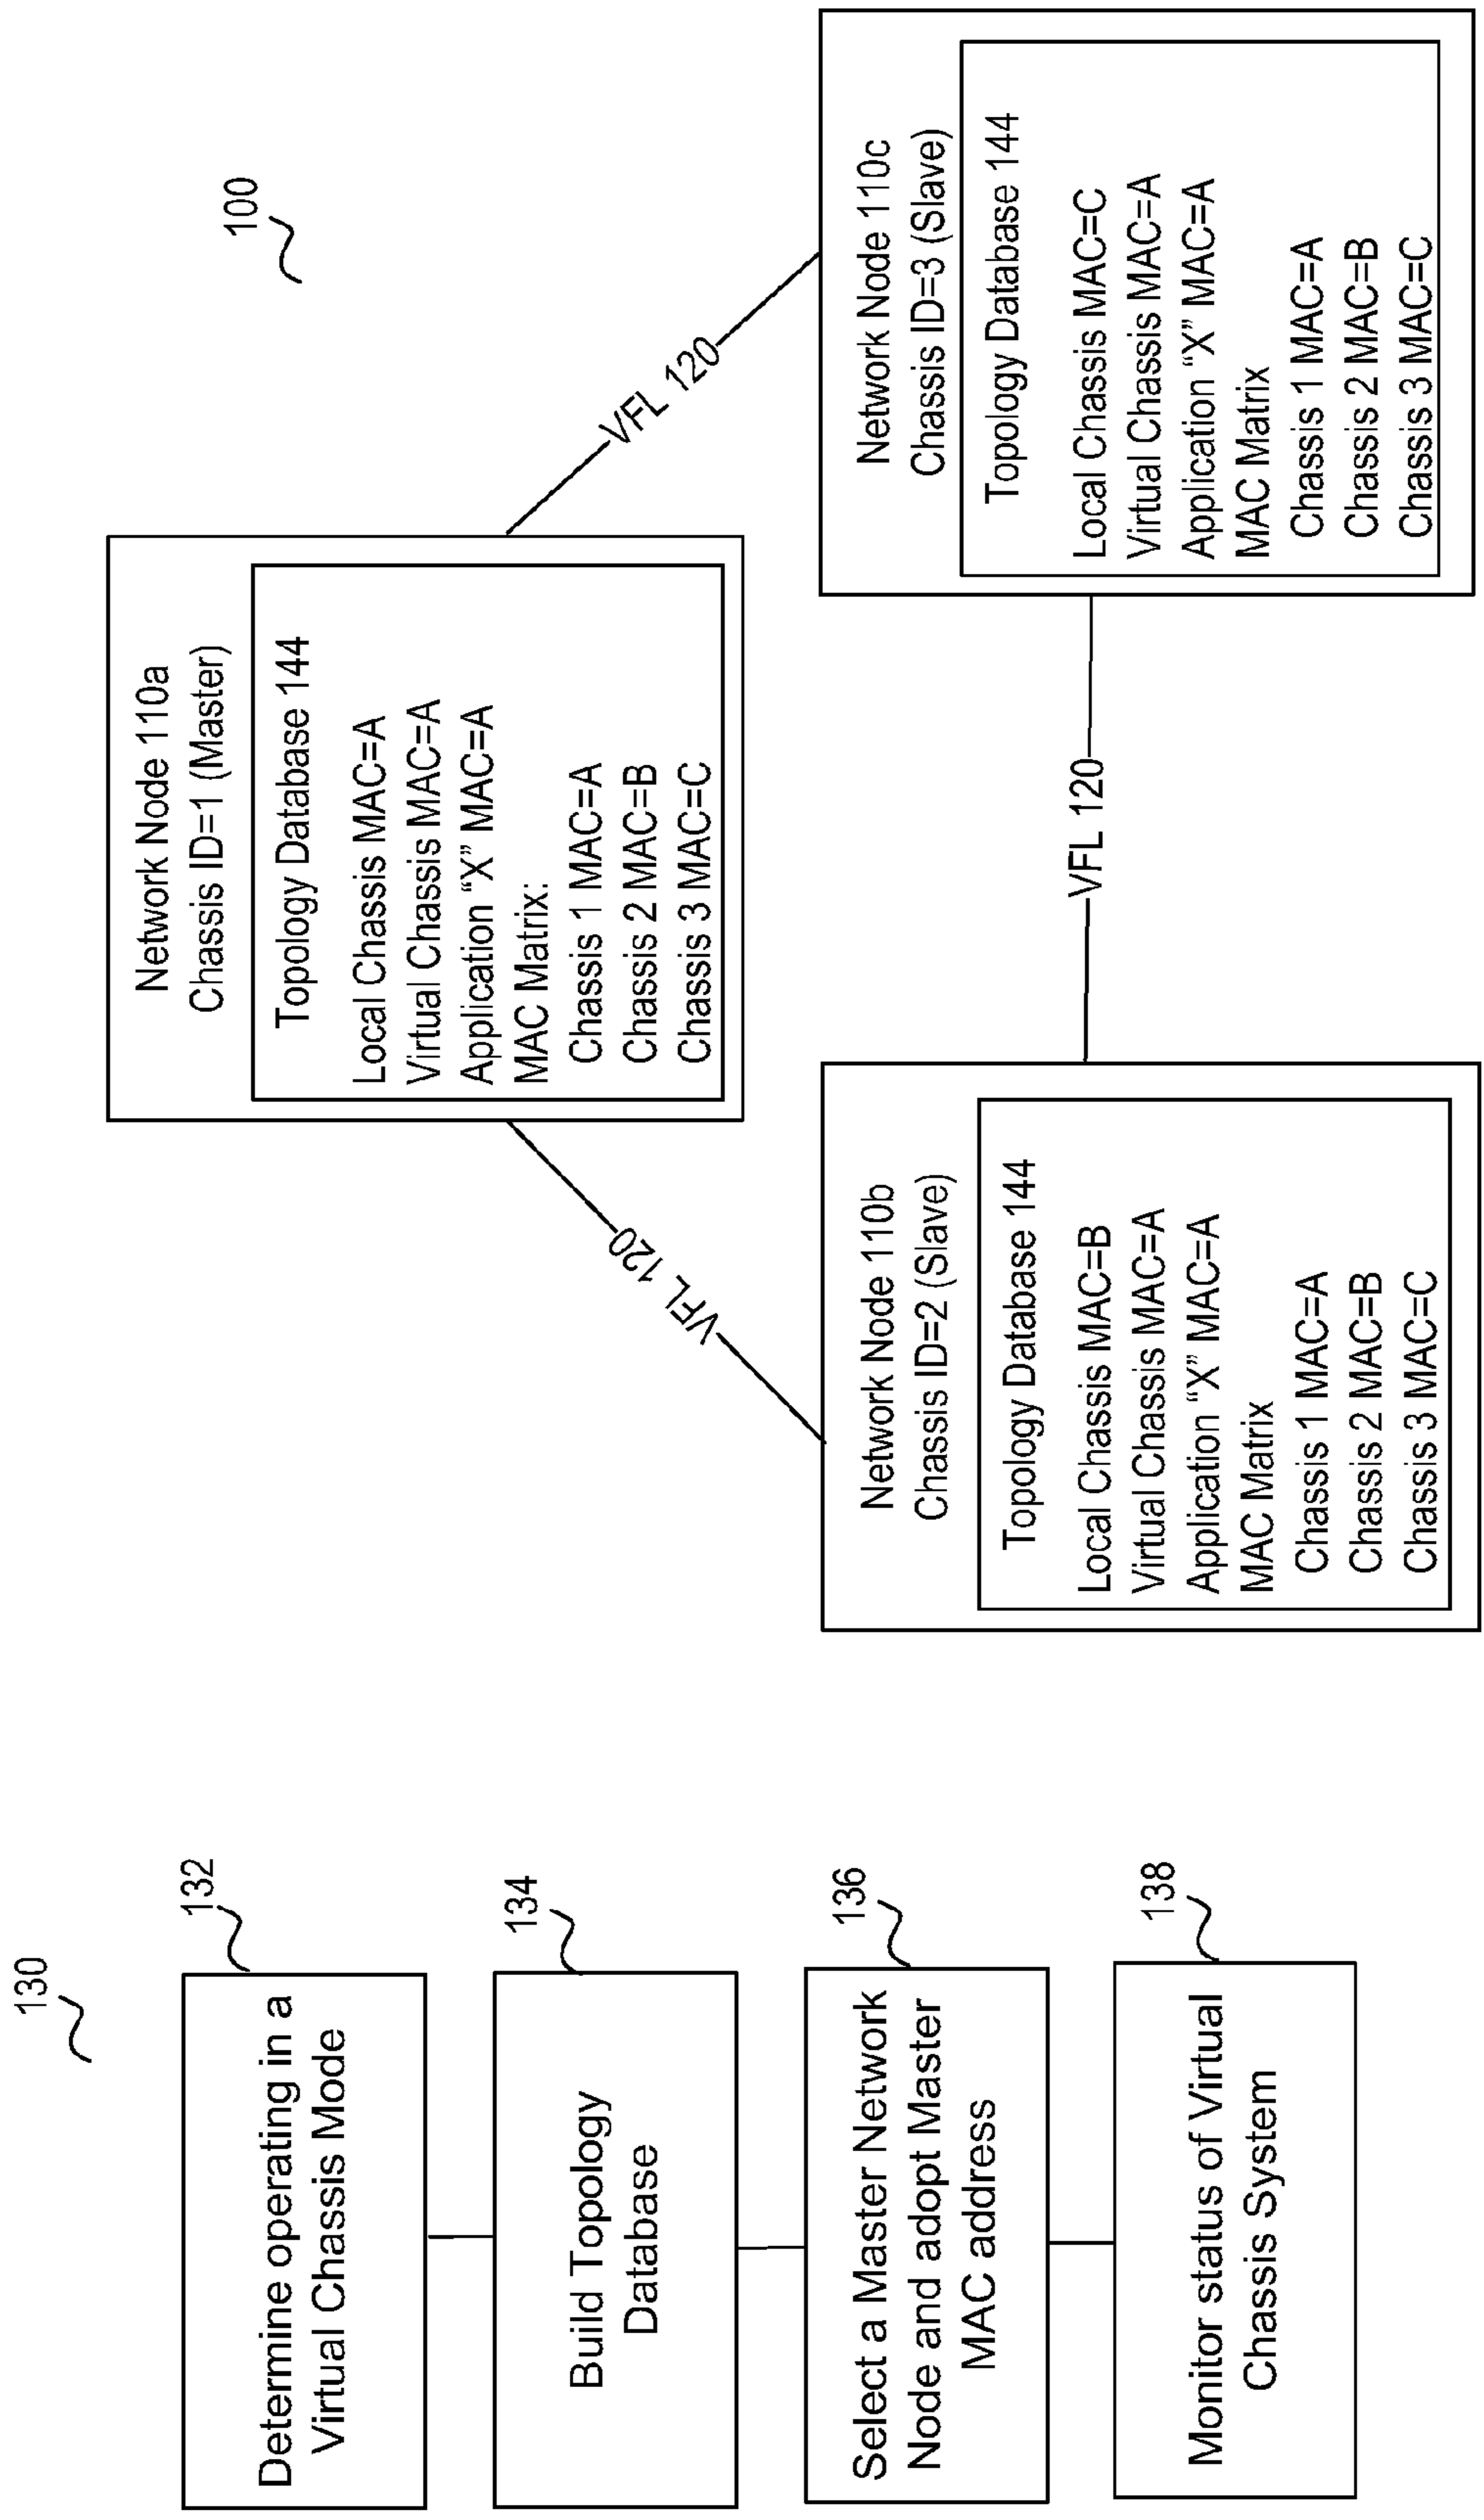 130
132
Determine operating in a
Virtual Chassis Mode
134
Build Topology
Database
136
Select a Master Network
Node and adopt Master
MAC address
138
Monitor status of Virtual
Chassis System
100
Network Node 110a
Chassis ID=1 (Master)
Topology Database 144
Local Chassis MAC=A
Virtual Chassis MAC=A
Application “X” MAC=A
MAC Matrix:
Chassis 1 MAC=A
Chassis 2 MAC=B
Chassis 3 MAC=C
VFL 120
VFL 120
Network Node 110b
Chassis ID=2 (Slave)
Topology Database 144
Local Chassis MAC=B
Virtual Chassis MAC=A
Application “X” MAC=A
MAC Matrix
Chassis 1 MAC=A
Chassis 2 MAC=B
Chassis 3 MAC=C
VFL 120
Network Node 110c
Chassis ID=3 (Slave)
Topology Database 144
Local Chassis MAC=C
Virtual Chassis MAC=A
Application “X” MAC=A
MAC Matrix
Chassis 1 MAC=A
Chassis 2 MAC=B
Chassis 3 MAC=C